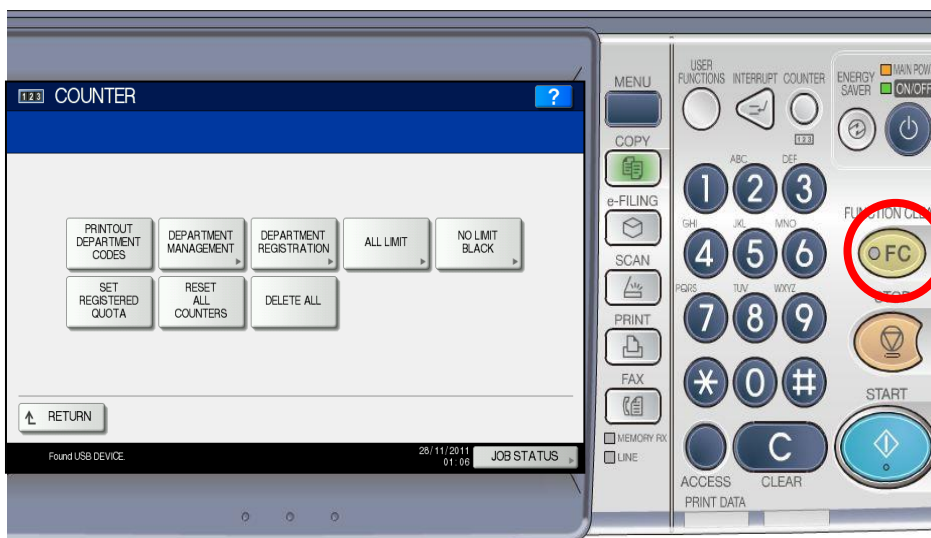 123 COUNTER
?
PRINTOUT
DEPARTMENT
CODES
DEPARTMENT
MANAGEMENT
DEPARTMENT
REGISTRATION
ALL LIMIT
NO LIMIT
BLACK
SET
REGISTERED
QUOTA
RESET
ALL
COUNTERS
DELETE ALL
RETURN
Found USB DEVICE.
28/11/2011
01:06
JOB STATUS
MENU
COPY
e-FILING
SCAN
PRINT
FAX
MEMORY RX
LINE
USER
FUNCTIONS
INTERRUPT
COUNTER
123
ENERGY
SAVER
MAIN POW
ON/OFF
ABC
DEF
1
2
3
GHI
JKL
MNO
4
5
6
PQRS
TUV
WXYZ
7
8
9
*
0
#
C
ACCESS
CLEAR
PRINT DATA
FUNCTION CLEA
FC
STOP
START